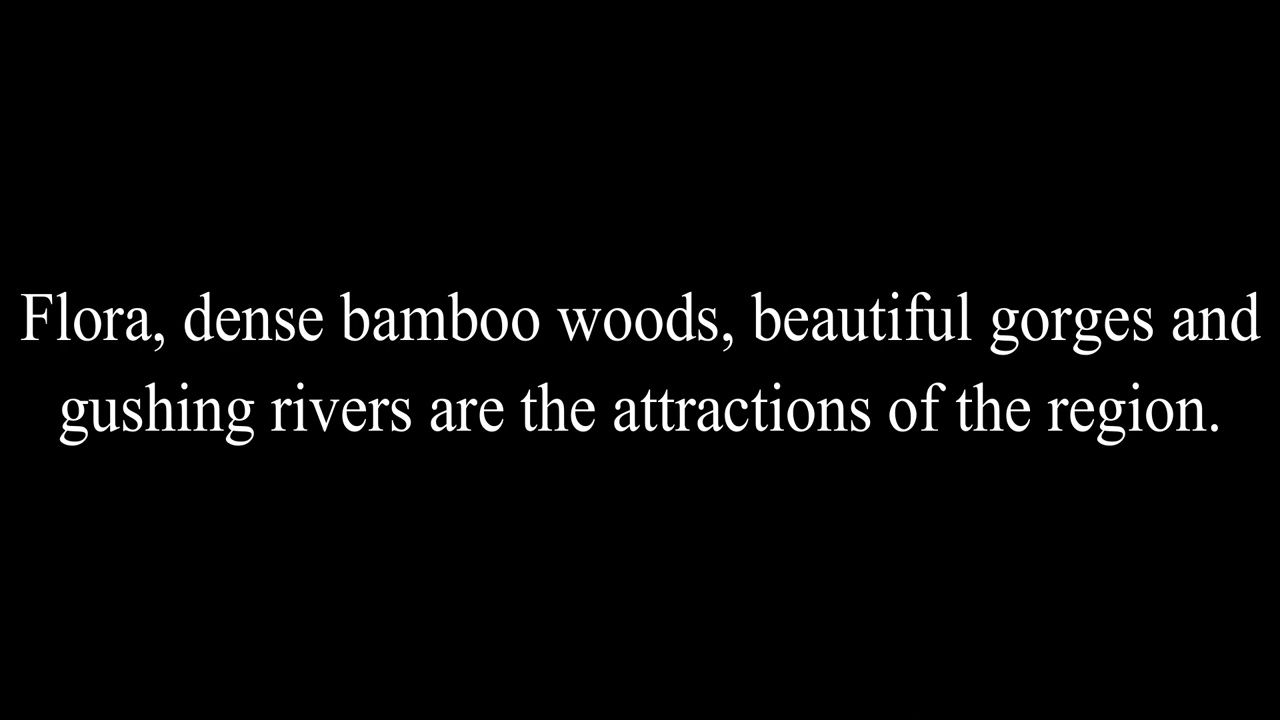 Flora, dense bamboo woods, beautiful gorges and
gushing rivers are the attractions of the region.